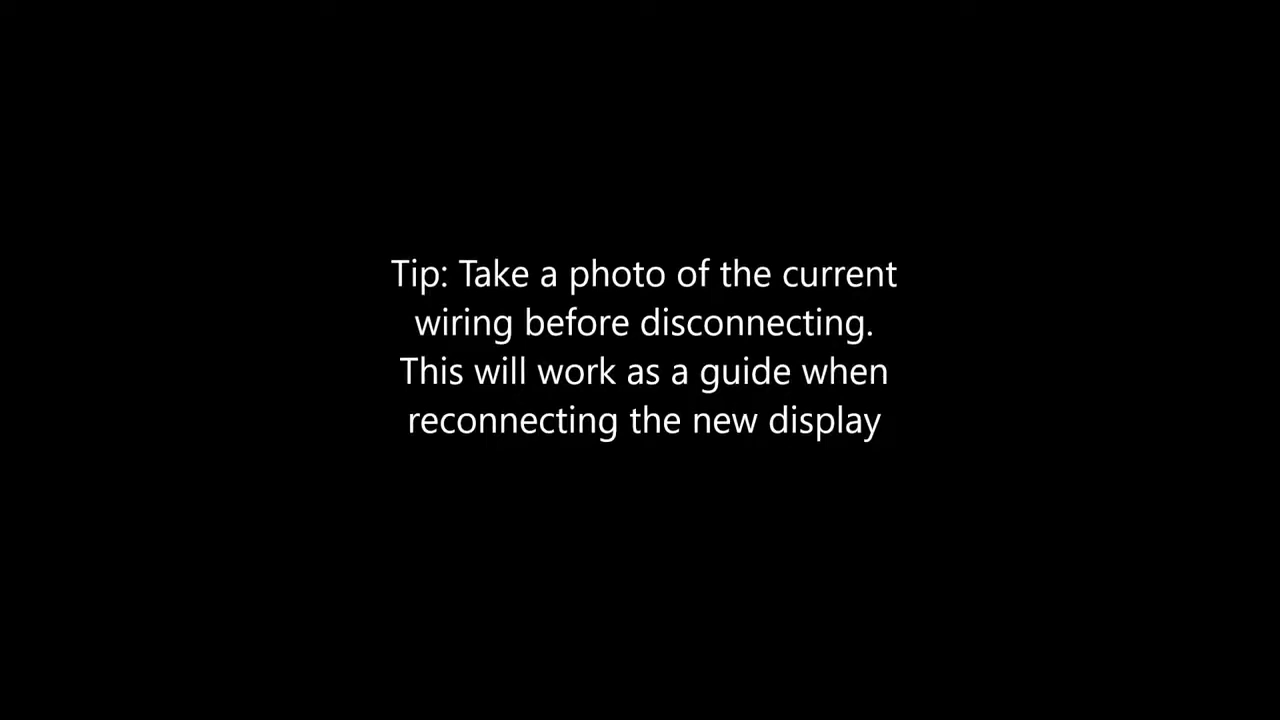 Tip: Take a photo of the current
wiring before disconnecting.
This will work as a guide when
reconnecting the new display